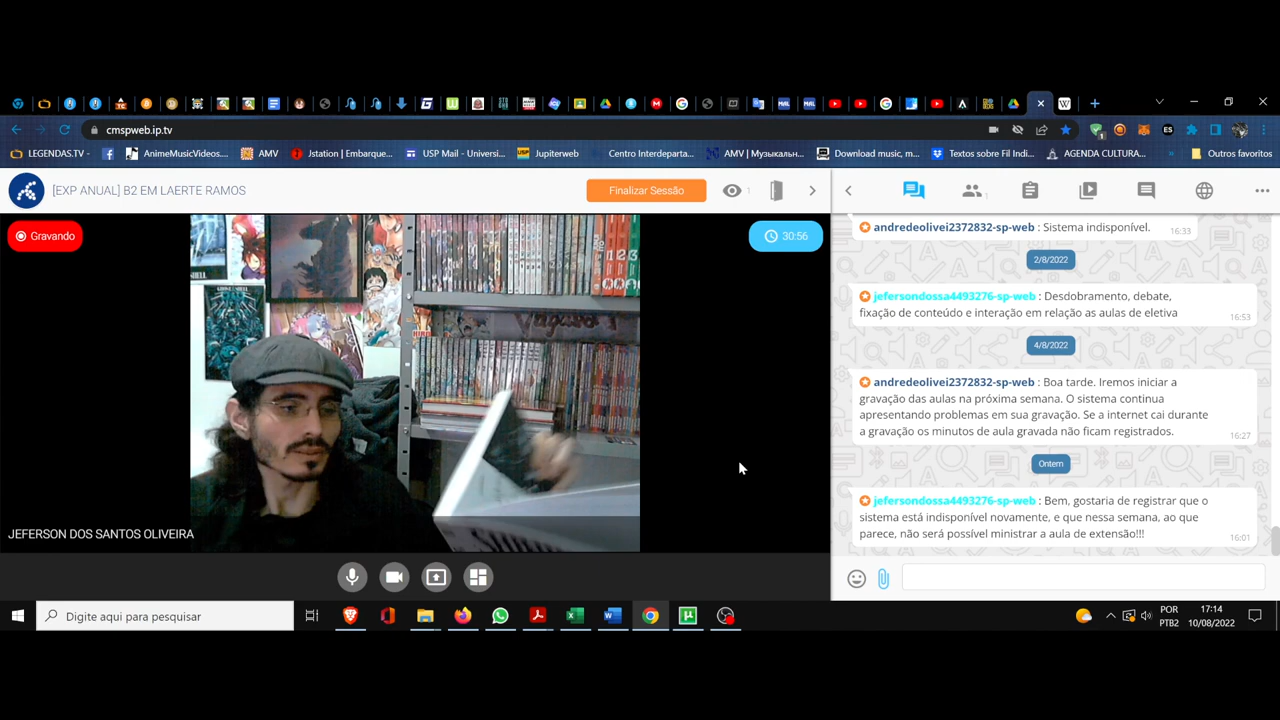 cmspweb.ip.tv
LEGENDAS.TV -
AnimeMusicVideos....
AMV
Jstation | Embarque...
USP Mail - Universi...
Jupiterweb
Centro Interdeparta...
AMV | Музыкальн...
Download music, m...
Textos sobre Fil Indi...
AGENDA CULTURA...
»
Outros favoritos
[EXP ANUAL] B2 EM LAERTE RAMOS
Finalizar Sessão
1
1
Gravando
30:56
JEFERSON DOS SANTOS OLIVEIRA
andredeolivei2372832-sp-web : Sistema indisponível.
16:33
2/8/2022
jefersondossa4493276-sp-web : Desdobramento, debate,
fixação de conteúdo e interação em relação as aulas de eletiva
16:53
4/8/2022
andredeolivei2372832-sp-web : Boa tarde. Iremos iniciar a
gravação das aulas na próxima semana. O sistema continua
apresentando problemas em sua gravação. Se a internet cai durante
a gravação os minutos de aula gravada não ficam registrados.
16:27
Ontem
jefersondossa4493276-sp-web : Bem, gostaria de registrar que o
sistema está indisponível novamente, e que nessa semana, ao que
parece, não será possível ministrar a aula de extensão!!!
16:01
Digite aqui para pesquisar
POR
PTB2
17:14
10/08/2022